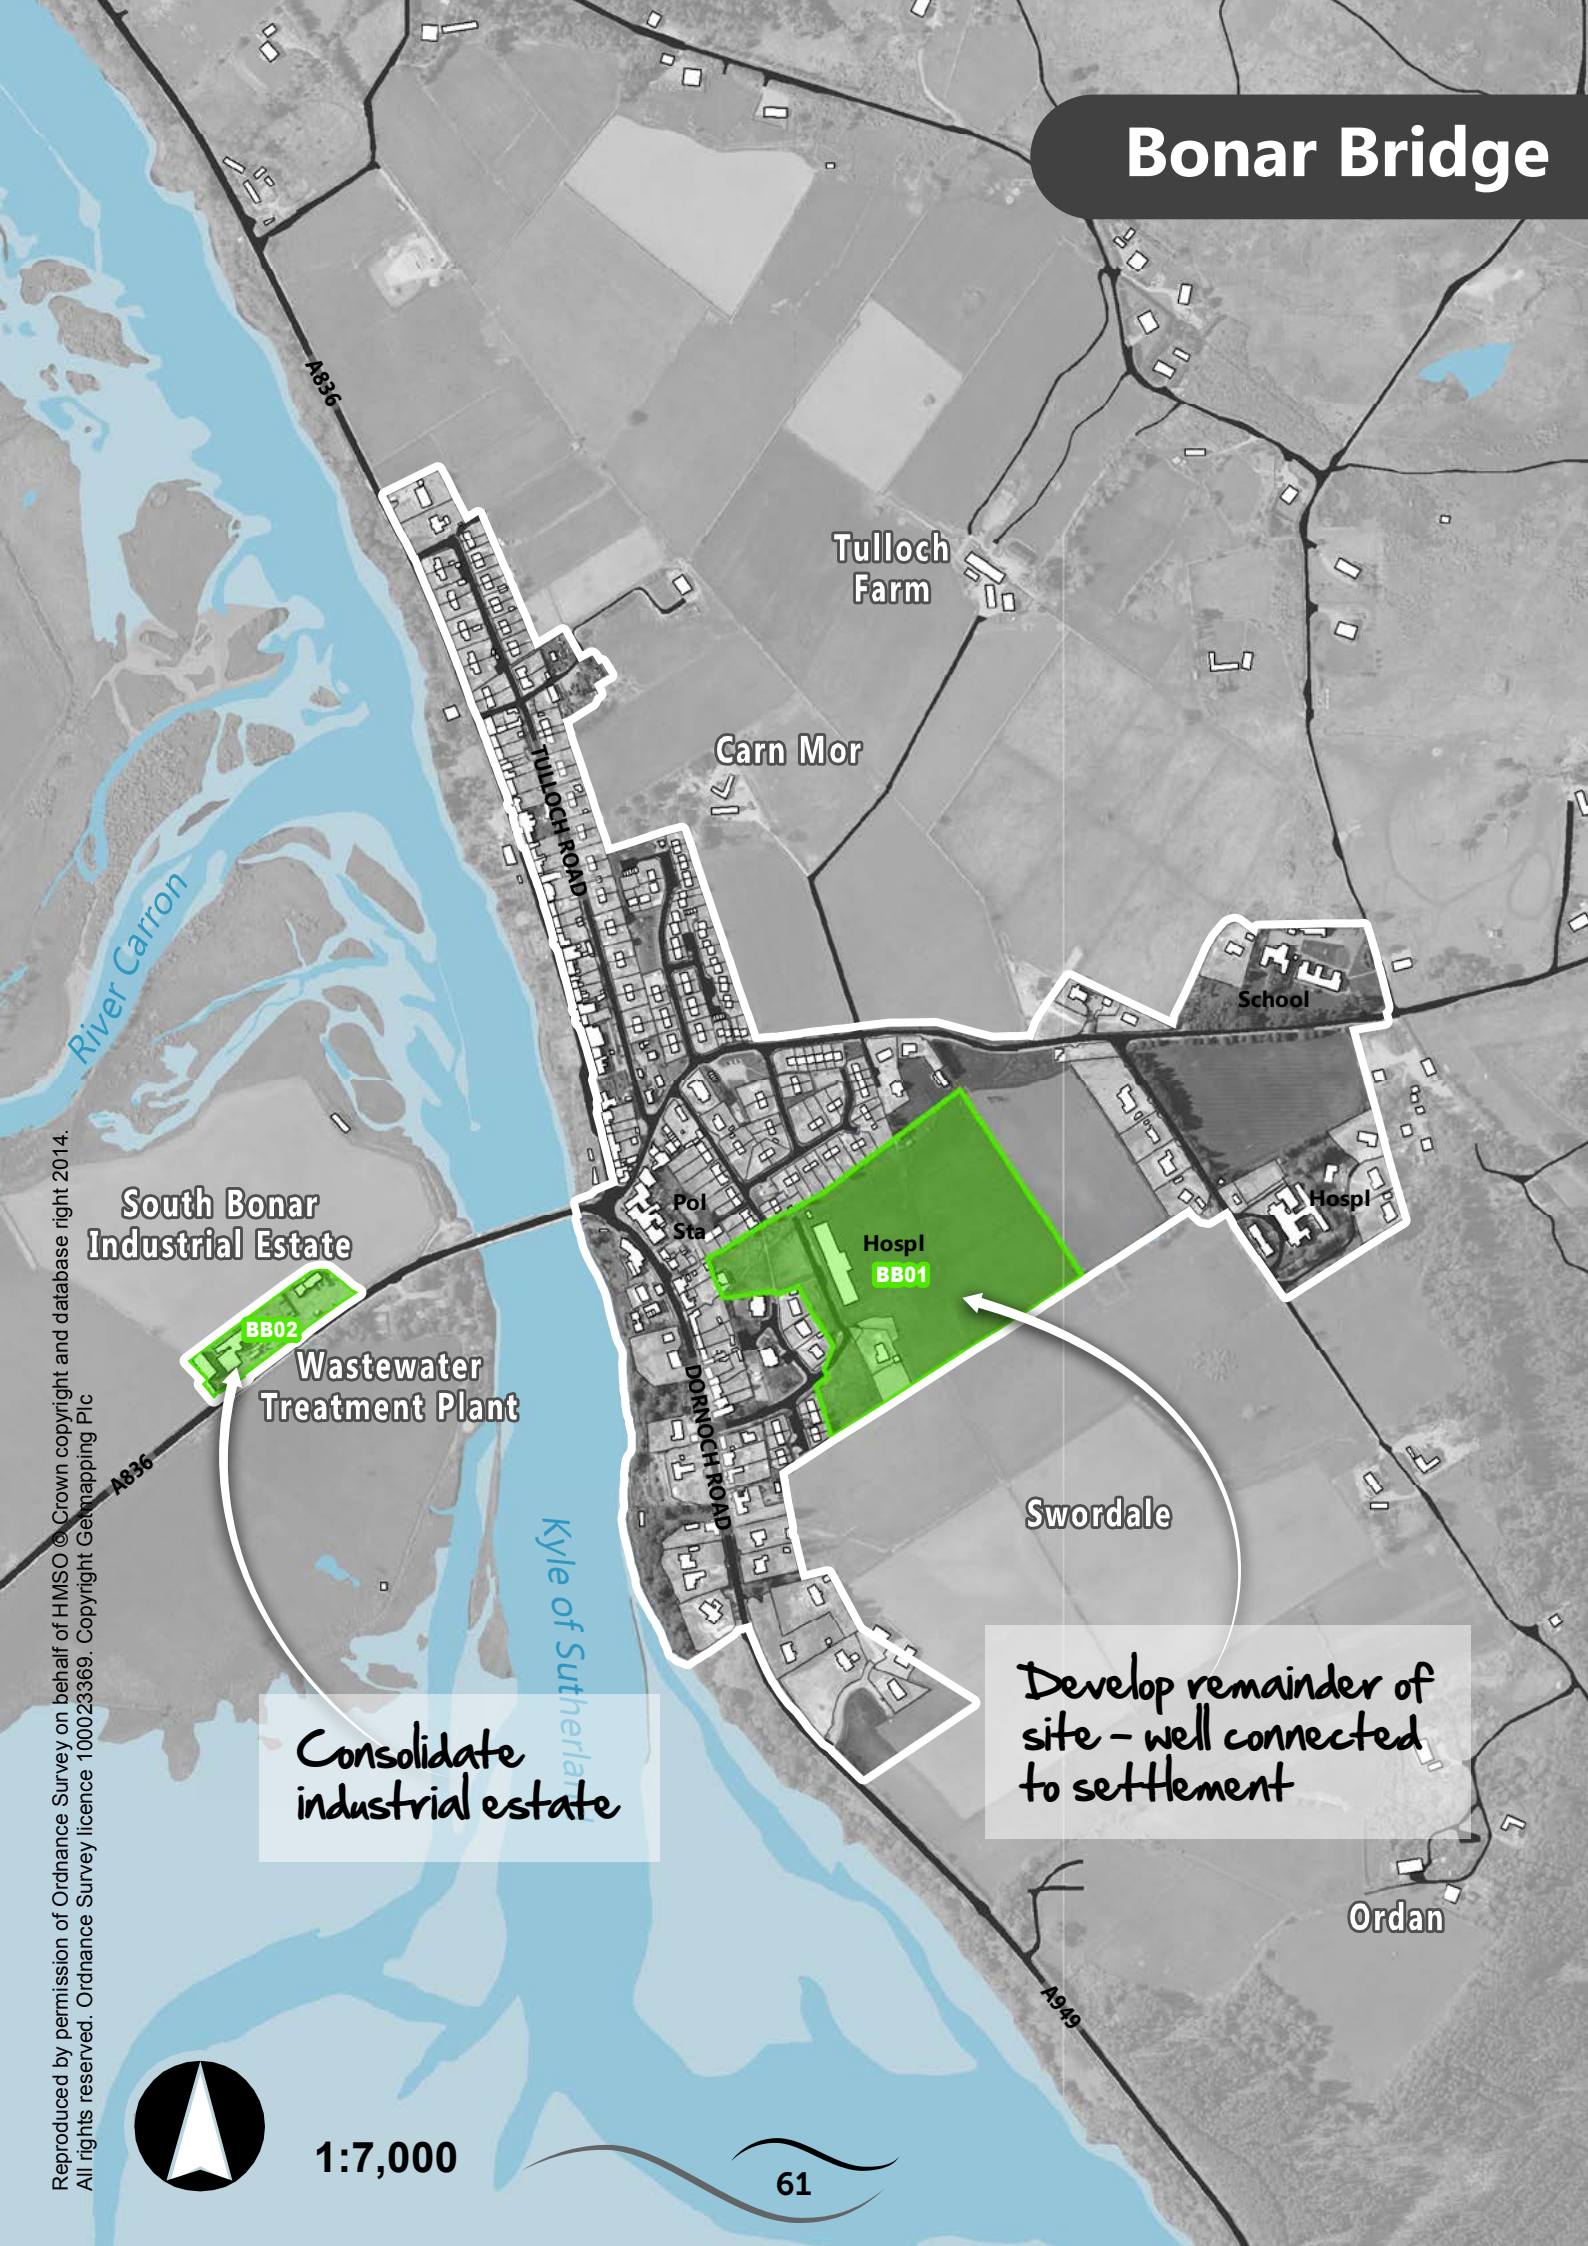 Bonar Bridge
A836
Tulloch
Farm
Carn Mor
TULLOCH ROAD
River Carron
School
South Bonar
Industrial Estate
Pol
Sta
Hospl
Hospl
BB01
BB02
Wastewater
Treatment Plant
DORNOCH ROAD
A836
Swordale
Kyle of Sutherland
Develop remainder of
site – well connected
to settlement
Consolidate
industrial estate
Ordan
A949
Reproduced by permission of Ordnance Survey on behalf of HMSO © Crown copyright and database right 2014.
All rights reserved. Ordnance Survey licence 100023369. Copyright Getmapping Plc
1:7,000
61